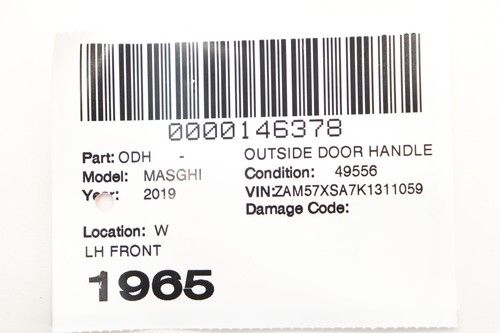 0000146378
Part: ODH - OUTSIDE DOOR HANDLE
Model: MASGHI Condition: 49556
Year: 2019 VIN:ZAM57XSA7K1311059
Damage Code:
Location: W
LH FRONT
1965